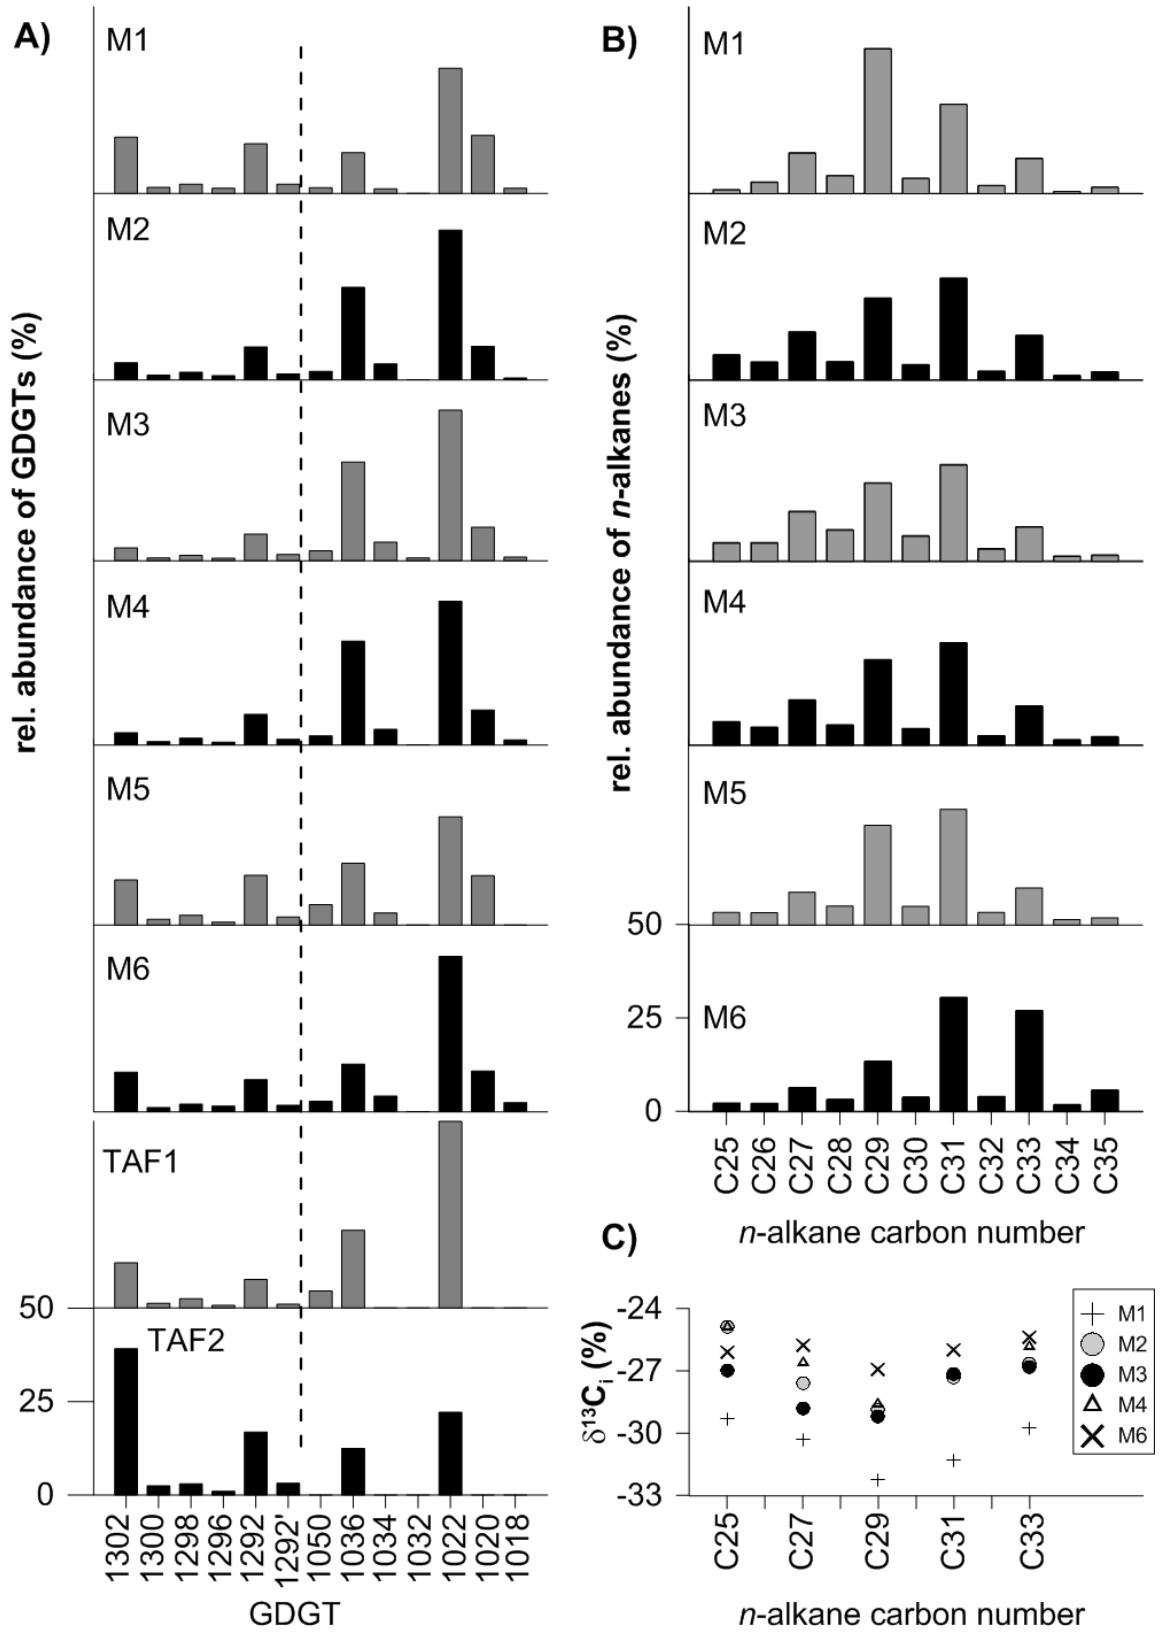 A)
rel. abundance of GDGTs (%)
M1
M2
M3
M4
M5
M6
TAF1
50
TAF2
25
0
1302
1300
1298
1296
1292
1292'
1050
1036
1034
1032
1022
1020
1018
GDGT
B)
rel. abundance of n-alkanes (%)
M1
M2
M3
M4
M5
50
M6
25
0
C25
C26
C27
C28
C29
C30
C31
C32
C33
C34
C35
n-alkane carbon number
C)
δ¹³Cᵢ (%)
-24
-27
-30
-33
M1
M2
M3
M4
M6
C25
C27
C29
C31
C33
n-alkane carbon number